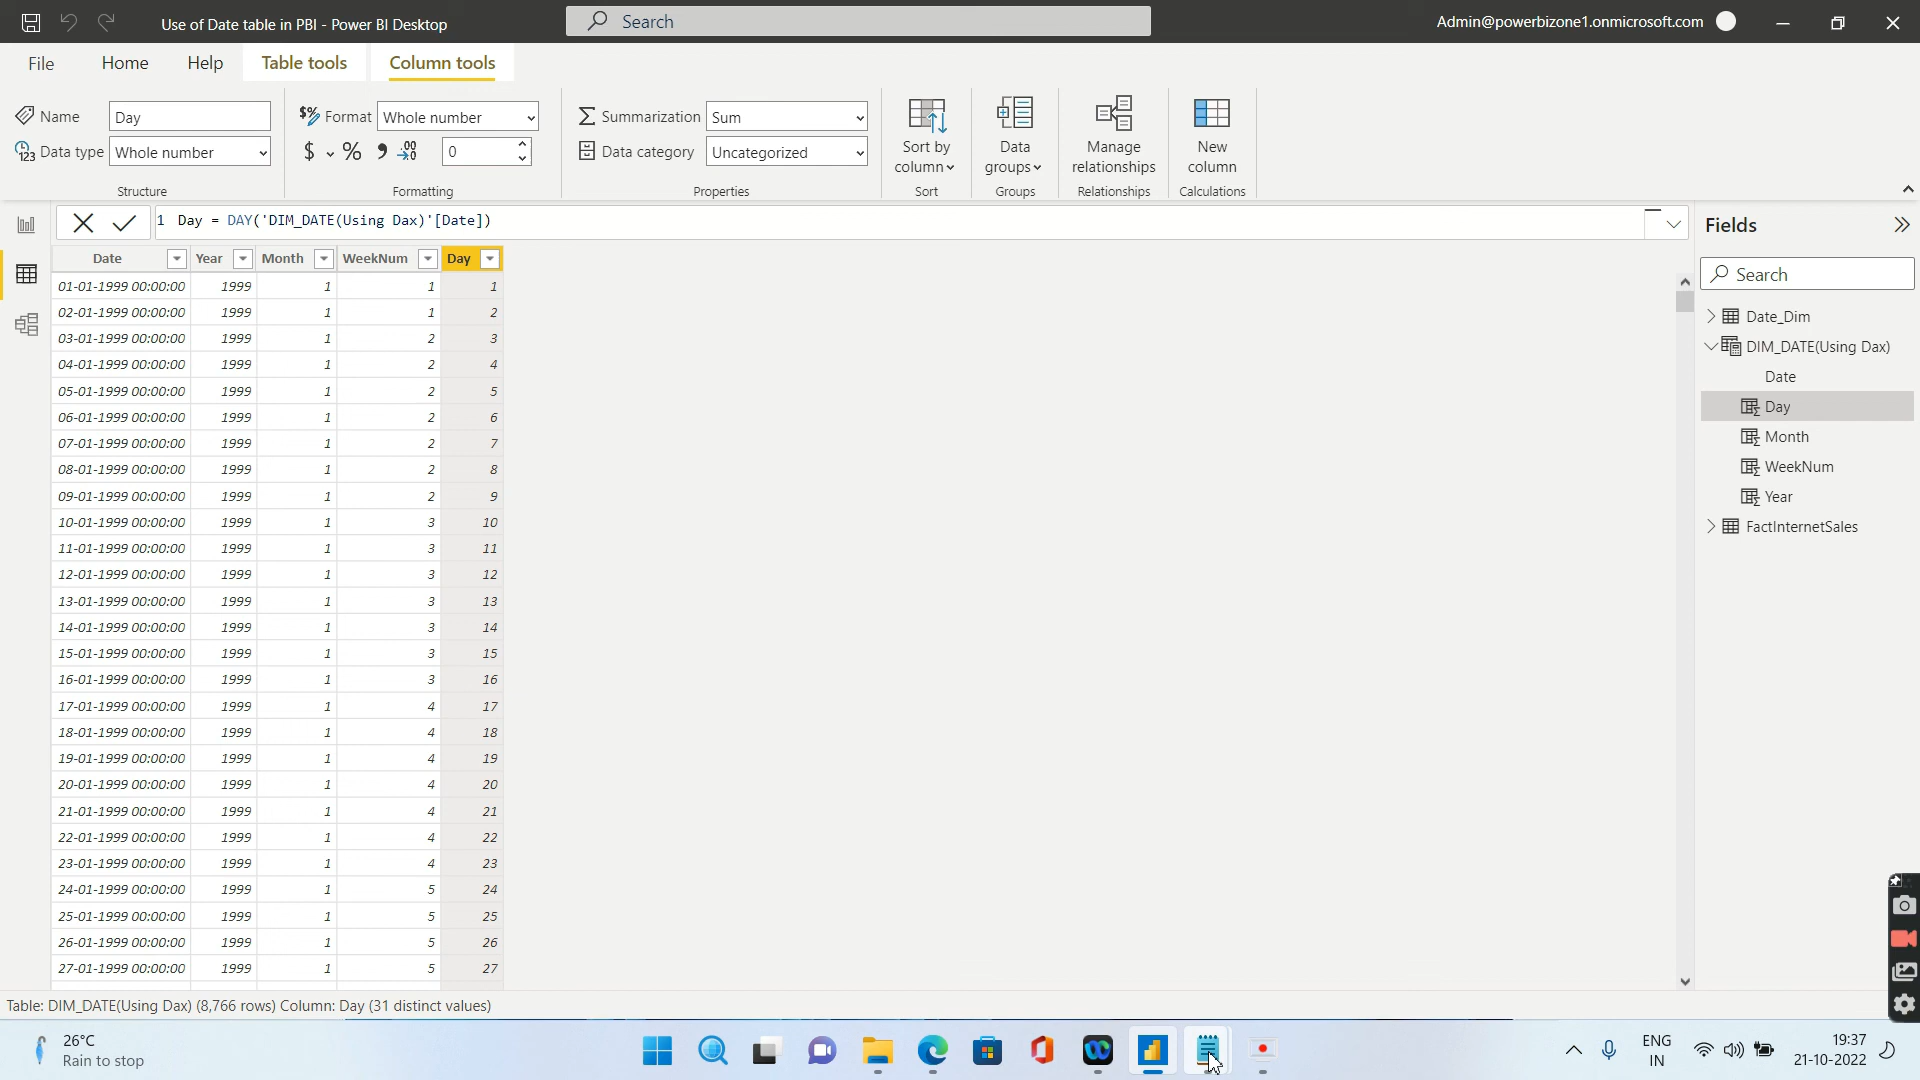 Use of Date table in PBI - Power BI Desktop
Search
Admin@powerbizone1.onmicrosoft.com
File Home Help Table tools Column tools
Name Day
Data type Whole number
Structure
Format Whole number
$ % 0
Formatting
Summarization Sum
Data category Uncategorized
Properties
Sort by
column
Sort
Data
groups
Groups
Manage
relationships
Relationships
New
column
Calculations
1 Day = DAY('DIM_DATE(Using Dax)'[Date])
Date Year Month WeekNum Day
01-01-1999 00:00:00 1999 1 1 1
02-01-1999 00:00:00 1999 1 1 2
03-01-1999 00:00:00 1999 1 2 3
04-01-1999 00:00:00 1999 1 2 4
05-01-1999 00:00:00 1999 1 2 5
06-01-1999 00:00:00 1999 1 2 6
07-01-1999 00:00:00 1999 1 2 7
08-01-1999 00:00:00 1999 1 2 8
09-01-1999 00:00:00 1999 1 2 9
10-01-1999 00:00:00 1999 1 3 10
11-01-1999 00:00:00 1999 1 3 11
12-01-1999 00:00:00 1999 1 3 12
13-01-1999 00:00:00 1999 1 3 13
14-01-1999 00:00:00 1999 1 3 14
15-01-1999 00:00:00 1999 1 3 15
16-01-1999 00:00:00 1999 1 3 16
17-01-1999 00:00:00 1999 1 4 17
18-01-1999 00:00:00 1999 1 4 18
19-01-1999 00:00:00 1999 1 4 19
20-01-1999 00:00:00 1999 1 4 20
21-01-1999 00:00:00 1999 1 4 21
22-01-1999 00:00:00 1999 1 4 22
23-01-1999 00:00:00 1999 1 4 23
24-01-1999 00:00:00 1999 1 5 24
25-01-1999 00:00:00 1999 1 5 25
26-01-1999 00:00:00 1999 1 5 26
27-01-1999 00:00:00 1999 1 5 27
Fields
Search
Date_Dim
DIM_DATE(Using Dax)
Date
Day
Month
WeekNum
Year
FactInternetSales
Table: DIM_DATE(Using Dax) (8,766 rows) Column: Day (31 distinct values)
26°C
Rain to stop
ENG
IN
19:37
21-10-2022